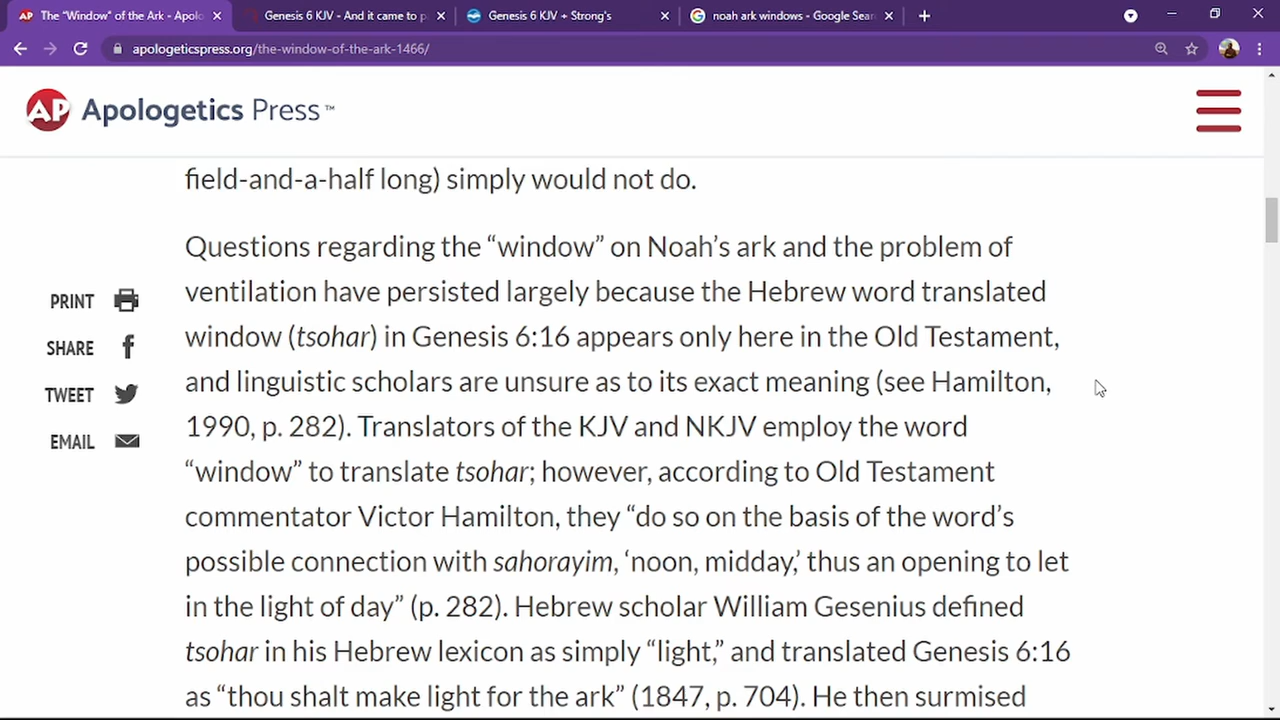 The "Window" of the Ark - Apolo
Genesis 6 KJV - And it came to p
Genesis 6 KJV + Strong's
noah ark windows - Google Sear
apologeticspress.org/the-window-of-the-ark-1466/
AP Apologetics Press™
field-and-a-half long) simply would not do.
Questions regarding the “window” on Noah’s ark and the problem of
ventilation have persisted largely because the Hebrew word translated
window (tsohar) in Genesis 6:16 appears only here in the Old Testament,
and linguistic scholars are unsure as to its exact meaning (see Hamilton,
1990, p. 282). Translators of the KJV and NKJV employ the word
“window” to translate tsohar; however, according to Old Testament
commentator Victor Hamilton, they “do so on the basis of the word’s
possible connection with sahorayim, ‘noon, midday,’ thus an opening to let
in the light of day” (p. 282). Hebrew scholar William Gesenius defined
tsohar in his Hebrew lexicon as simply “light,” and translated Genesis 6:16
as “thou shalt make light for the ark” (1847, p. 704). He then surmised
PRINT
SHARE
TWEET
EMAIL